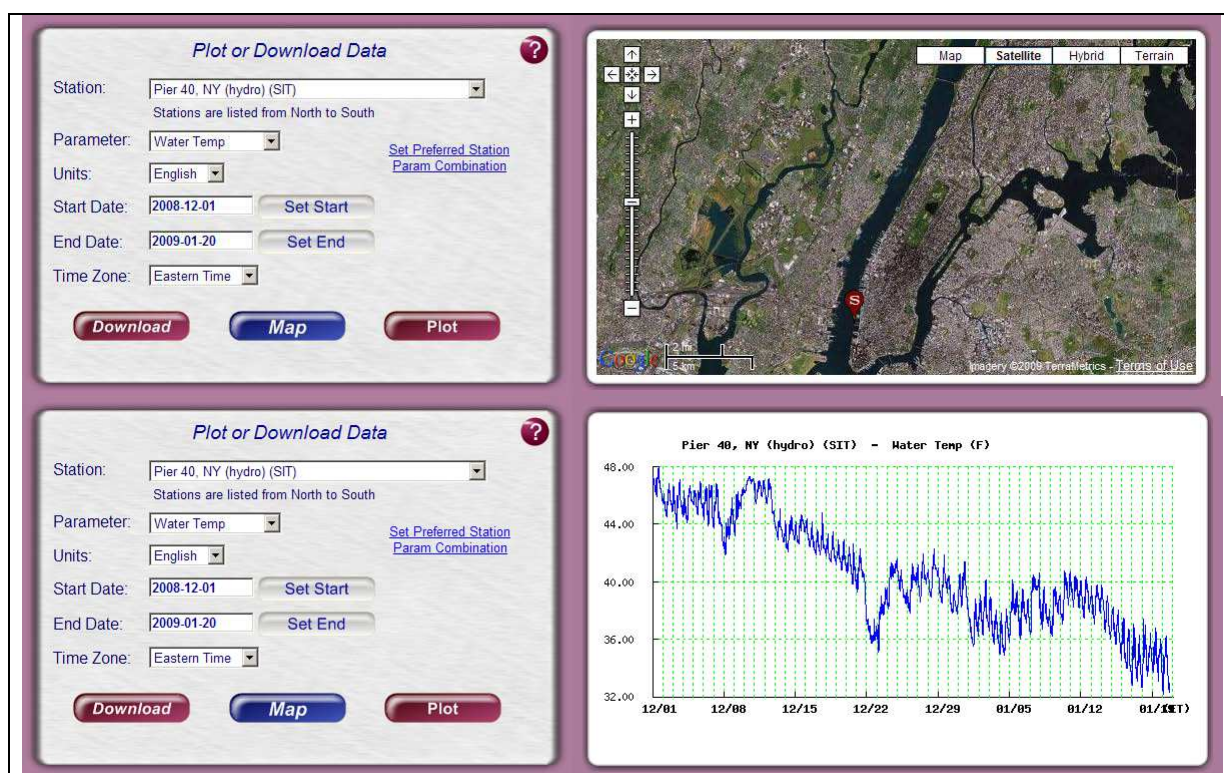 Plot or Download Data
?
Station: Pier 40, NY (hydro) (SIT)
Stations are listed from North to South
Parameter: Water Temp
Set Preferred Station
Param Combination
Units: English
Start Date: 2008-12-01 Set Start
End Date: 2009-01-20 Set End
Time Zone: Eastern Time
Download Map Plot
Map Satellite Hybrid Terrain
S
Google
2 mi
5 km
Imagery ©2009 TerraMetrics - Terms of Use
Plot or Download Data
?
Station: Pier 40, NY (hydro) (SIT)
Stations are listed from North to South
Parameter: Water Temp
Set Preferred Station
Param Combination
Units: English
Start Date: 2008-12-01 Set Start
End Date: 2009-01-20 Set End
Time Zone: Eastern Time
Download Map Plot
Pier 40, NY (hydro) (SIT) - Water Temp (F)
48.00
44.00
40.00
36.00
32.00
12/01 12/08 12/15 12/22 12/29 01/05 01/12